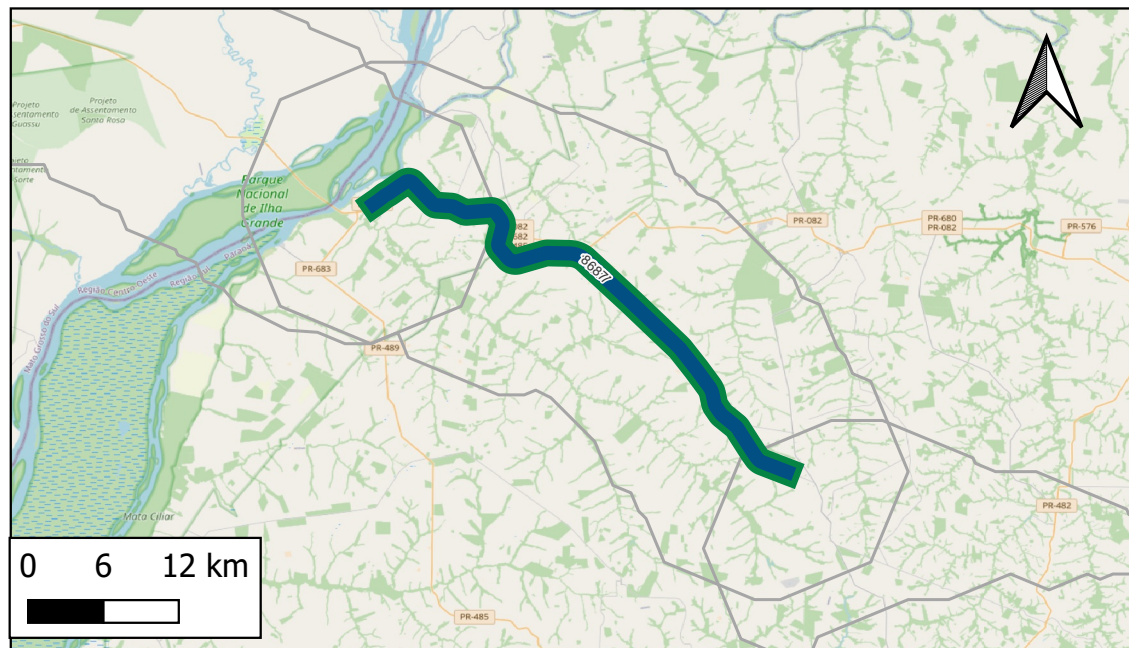 Projeto
de Assentamento
Santa Rosa
Projeto
Guassu
Parque
Nacional
de Ilha
Grande
PR-082
PR-680
PR-082
PR-576
PR-683
Região Centro Oeste
Região Sul
Paraná
Mato Grosso do Sul
PR-489
Mata Ciliar
PR-482
PR-485
0 6 12 km